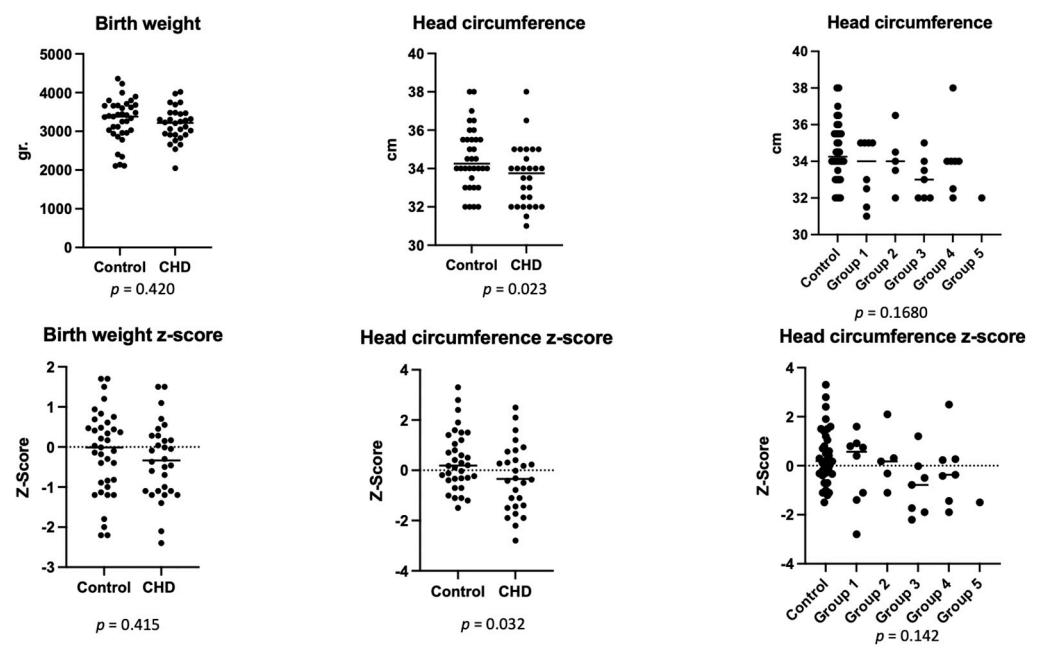 Birth weight
5000
4000
3000
2000
1000
0
gr.
Control CHD
p = 0.420
Head circumference
40
38
36
34
32
30
cm
Control CHD
p = 0.023
Head circumference
40
38
36
34
32
30
cm
Control Group 1 Group 2 Group 3 Group 4 Group 5
p = 0.1680
Birth weight z-score
2
1
0
-1
-2
-3
Z-Score
Control CHD
p = 0.415
Head circumference z-score
4
2
0
-2
-4
Z-Score
Control CHD
p = 0.032
Head circumference z-score
4
2
0
-2
-4
Z-Score
Control Group 1 Group 2 Group 3 Group 4 Group 5
p = 0.142